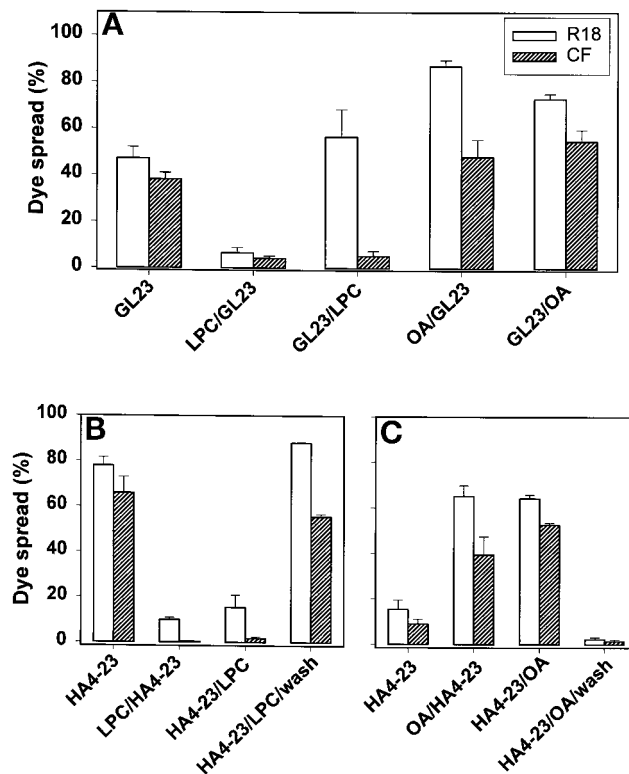 A
R18
CF
Dye spread (%)
100
80
60
40
20
0
GL23
LPC/GL23
GL23/LPC
OA/GL23
GL23/OA
B
C
Dye spread (%)
100
80
60
40
20
0
HA4-23
LPC/HA4-23
HA4-23/LPC
HA4-23/LPC/wash
HA4-23
OA/HA4-23
HA4-23/OA
HA4-23/OA/wash